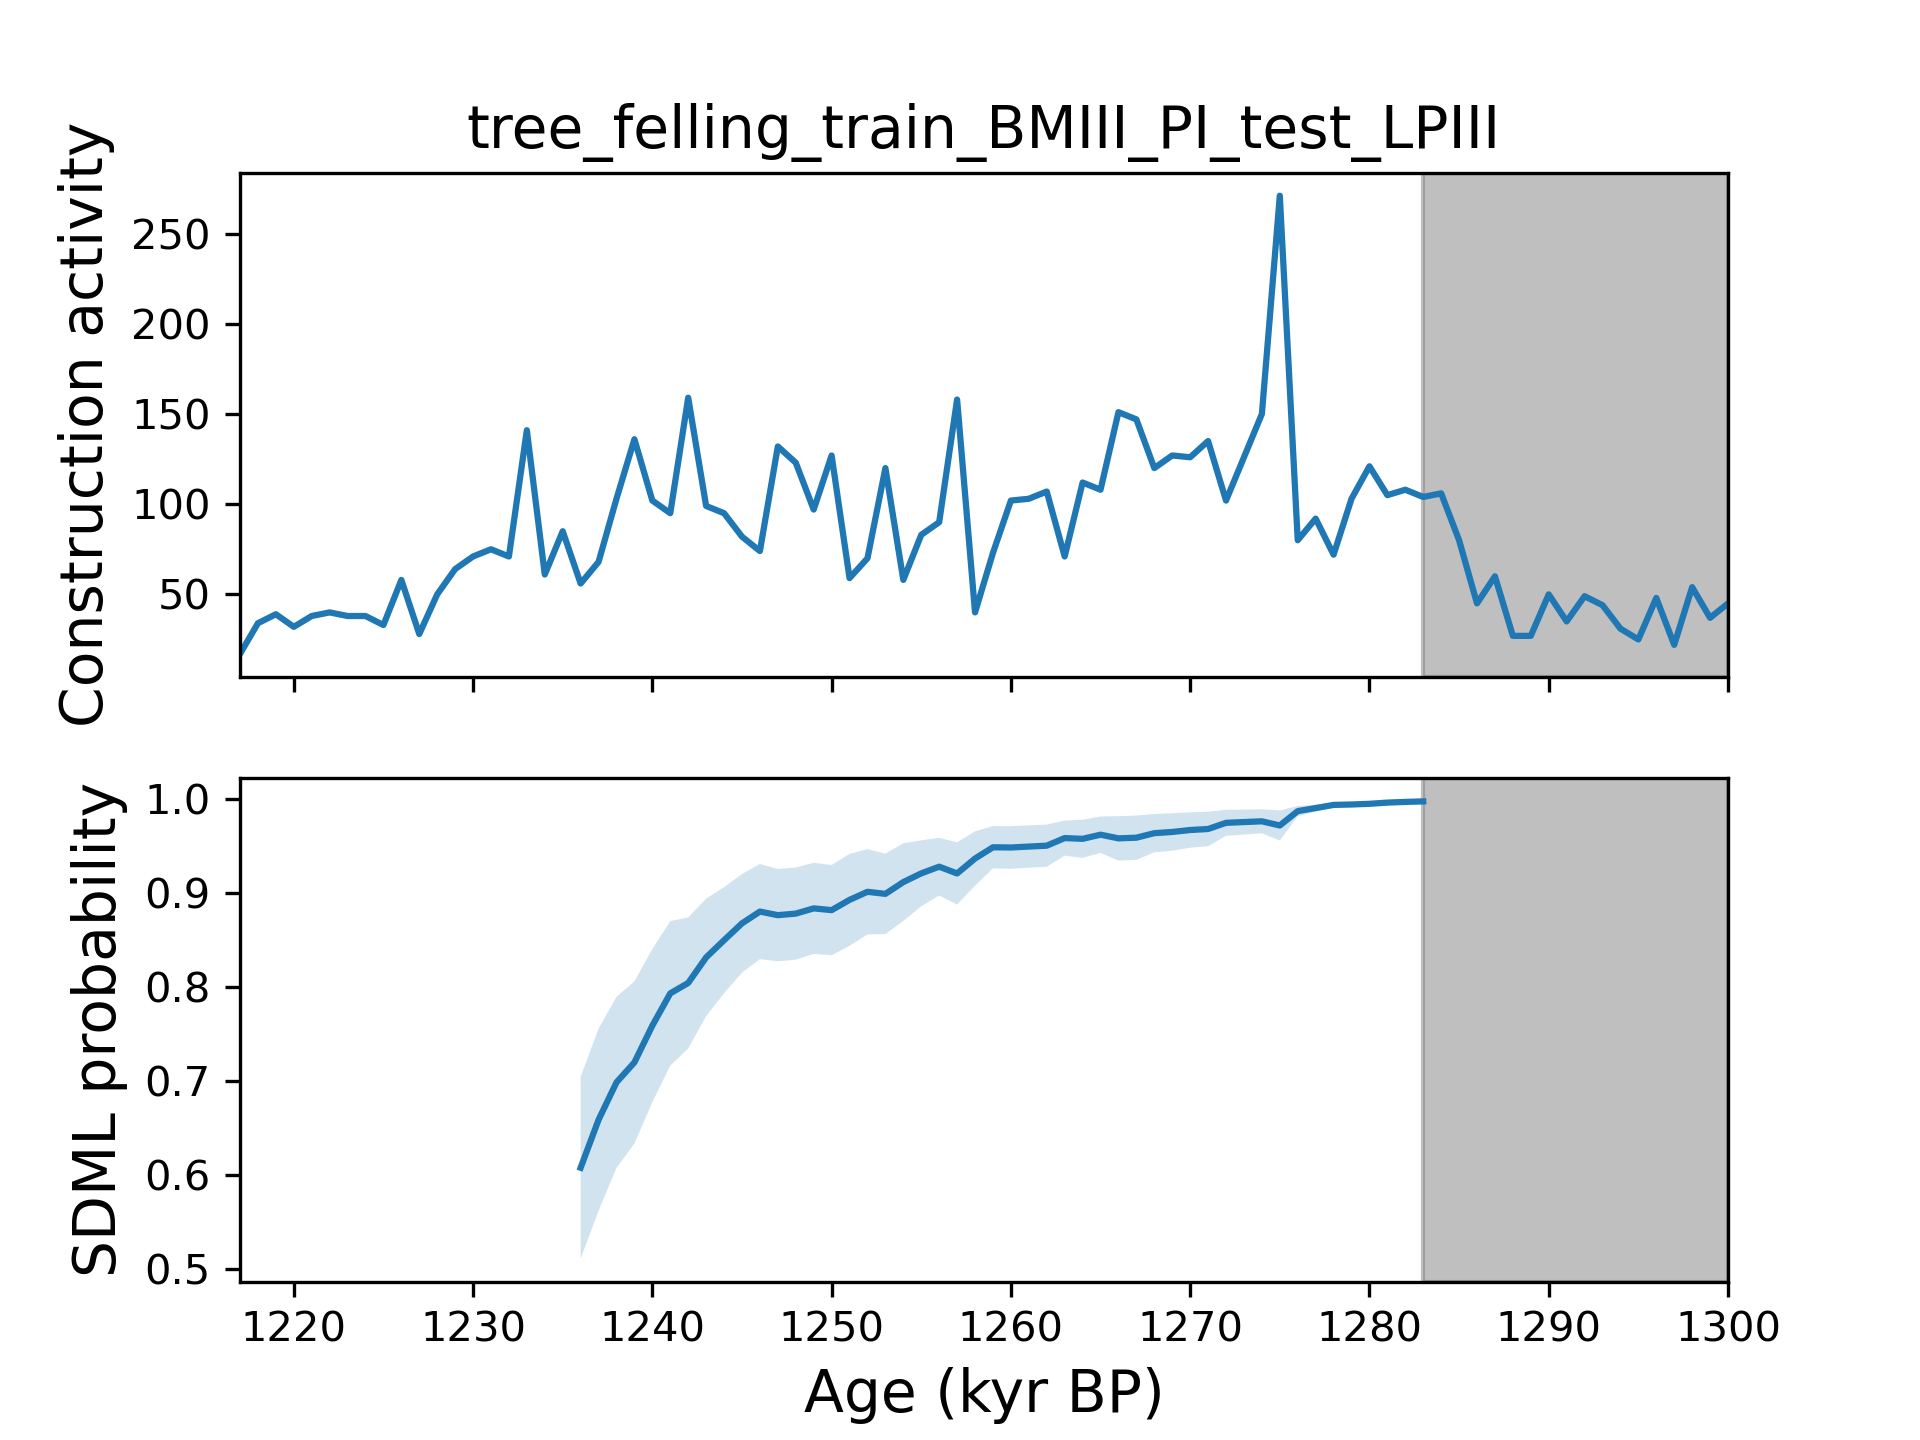 tree_felling_train_BMIII_PI_test_LPIII
Construction activity
250
200
150
100
50
SDML probability
1.0
0.9
0.8
0.7
0.6
0.5
1220 1230 1240 1250 1260 1270 1280 1290 1300
Age (kyr BP)